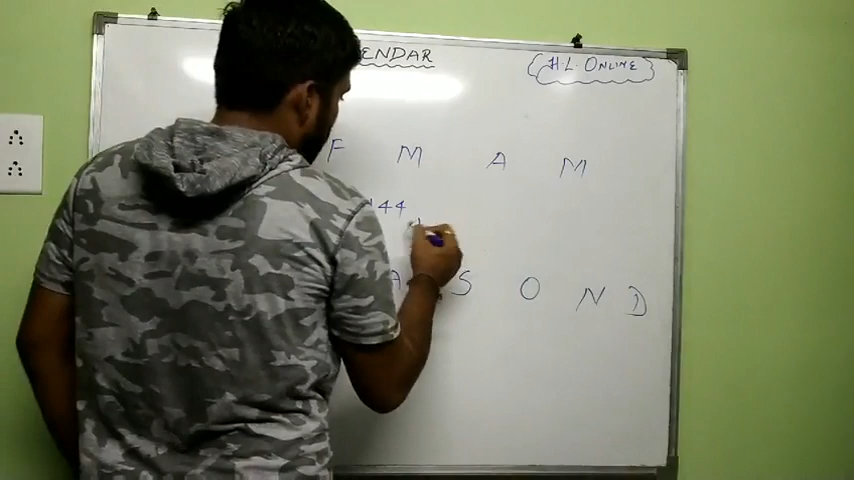 ENDAR
H.L. ONLINE
F M A M
144
A S O N D